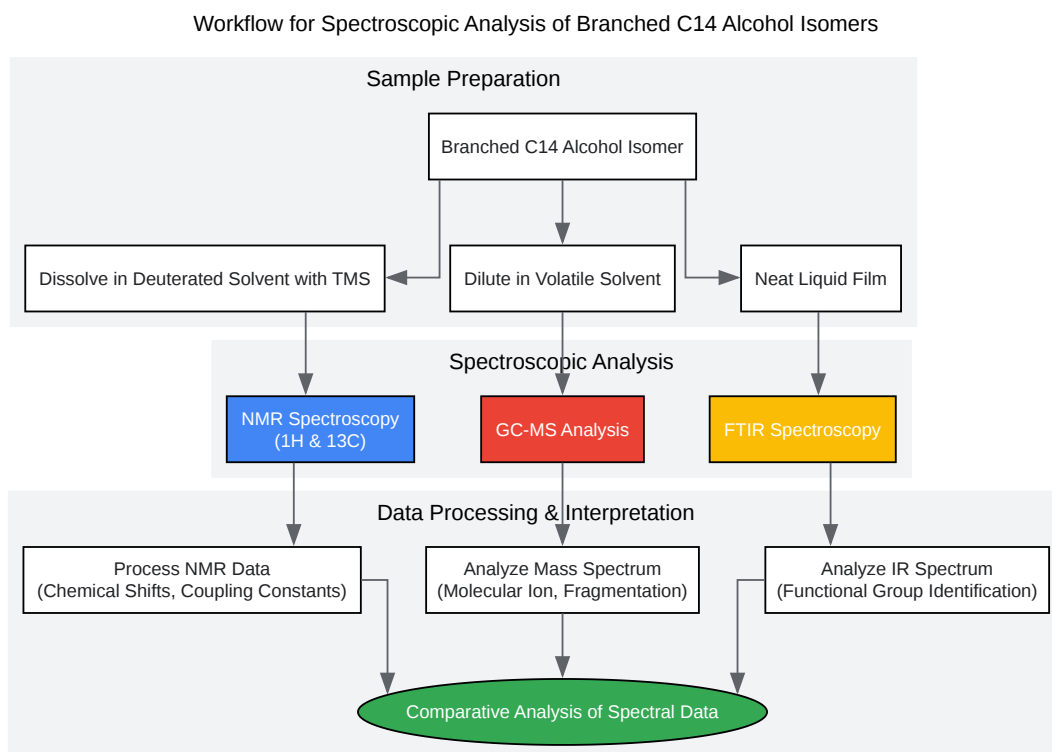 Workflow for Spectroscopic Analysis of Branched C14 Alcohol Isomers
Sample Preparation
Branched C14 Alcohol Isomer
Dissolve in Deuterated Solvent with TMS
Dilute in Volatile Solvent
Neat Liquid Film
Spectroscopic Analysis
NMR Spectroscopy
(1H & 13C)
GC-MS Analysis
FTIR Spectroscopy
Data Processing & Interpretation
Process NMR Data
(Chemical Shifts, Coupling Constants)
Analyze Mass Spectrum
(Molecular Ion, Fragmentation)
Analyze IR Spectrum
(Functional Group Identification)
Comparative Analysis of Spectral Data